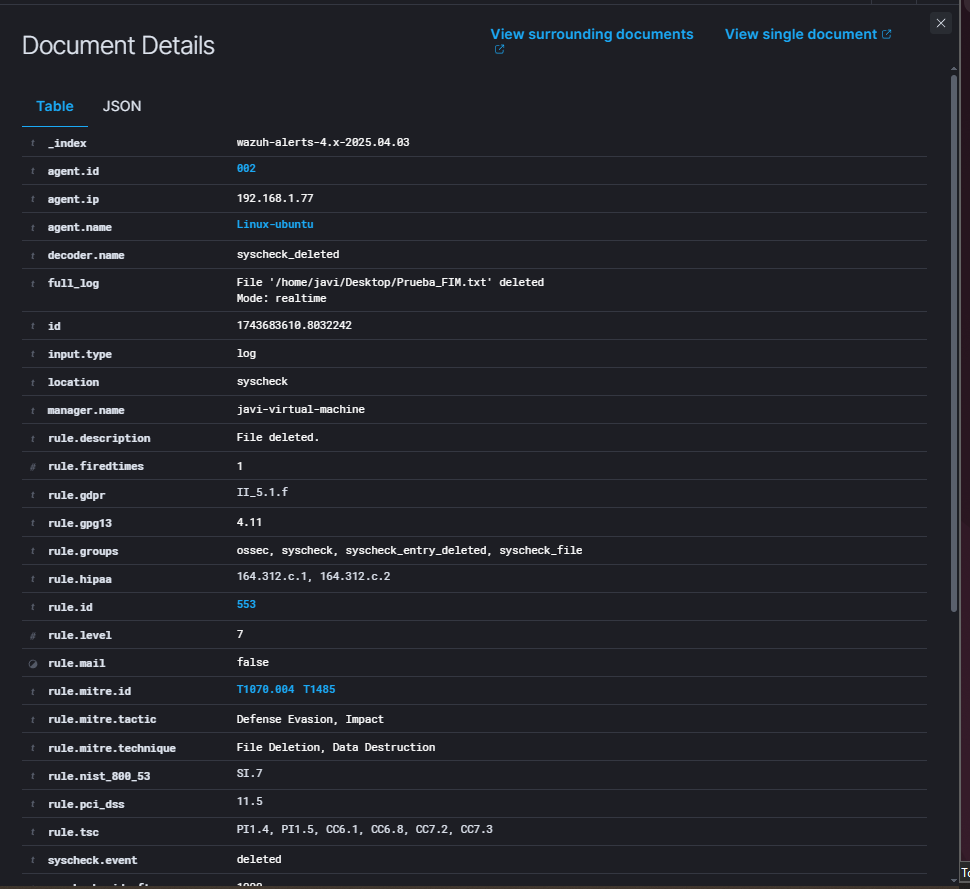 Document Details
View surrounding documents
View single document
Table
JSON
t _index wazuh-alerts-4.x-2025.04.03
t agent.id 002
t agent.ip 192.168.1.77
t agent.name Linux-ubuntu
t decoder.name syscheck_deleted
t full_log File '/home/javi/Desktop/Prueba_FIM.txt' deleted
Mode: realtime
t id 1743683610.8032242
t input.type log
t location syscheck
t manager.name javi-virtual-machine
t rule.description File deleted.
# rule.firedtimes 1
t rule.gdpr II_5.1.f
t rule.gpg13 4.11
t rule.groups ossec, syscheck, syscheck_entry_deleted, syscheck_file
t rule.hipaa 164.312.c.1, 164.312.c.2
t rule.id 553
# rule.level 7
rule.mail false
t rule.mitre.id T1070.004 T1485
t rule.mitre.tactic Defense Evasion, Impact
t rule.mitre.technique File Deletion, Data Destruction
t rule.nist_800_53 SI.7
t rule.pci_dss 11.5
t rule.tsc PI1.4, PI1.5, CC6.1, CC6.8, CC7.2, CC7.3
t syscheck.event deleted